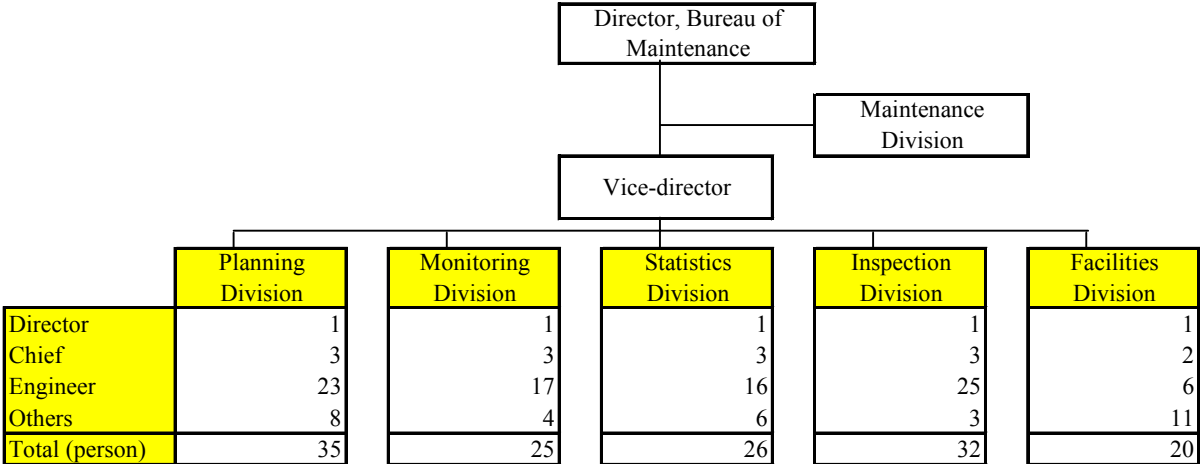 Director, Bureau of
Maintenance
Maintenance
Division
Vice-director
Planning
Division
Monitoring
Division
Statistics
Division
Inspection
Division
Facilities
Division
Director 1 1 1 1 1
Chief 3 3 3 3 2
Engineer 23 17 16 25 6
Others 8 4 6 3 11
Total (person) 35 25 26 32 20